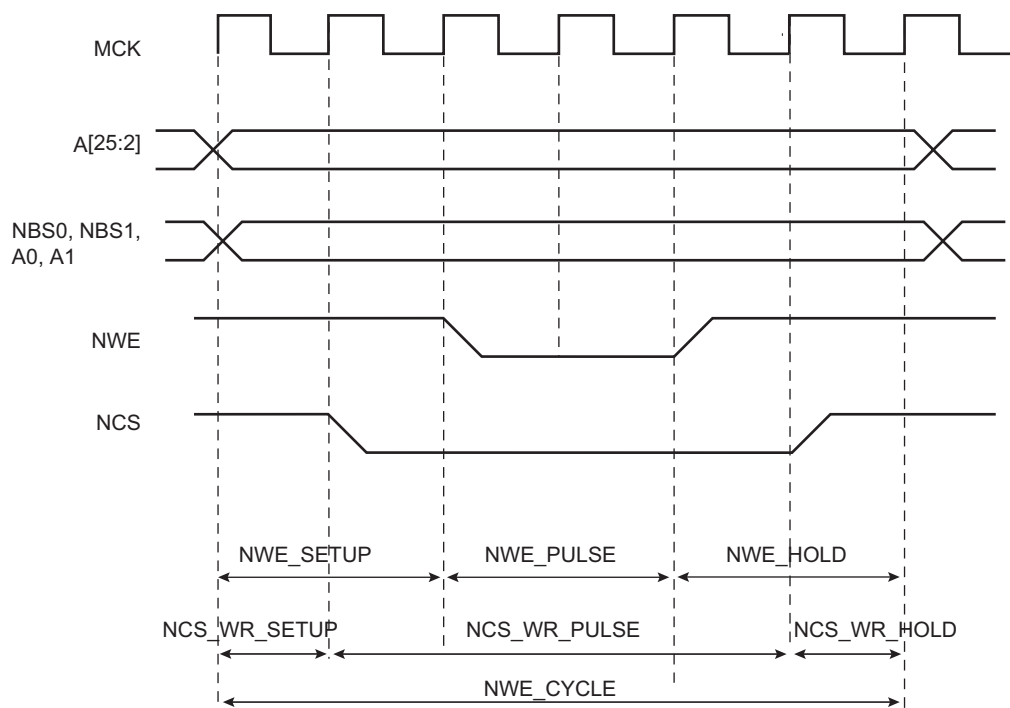 MCK
A[25:2]
NBS0, NBS1,
A0, A1
NWE
NCS
NWE_SETUP
NWE_PULSE
NWE_HOLD
NCS_WR_SETUP
NCS_WR_PULSE
NCS_WR_HOLD
NWE_CYCLE